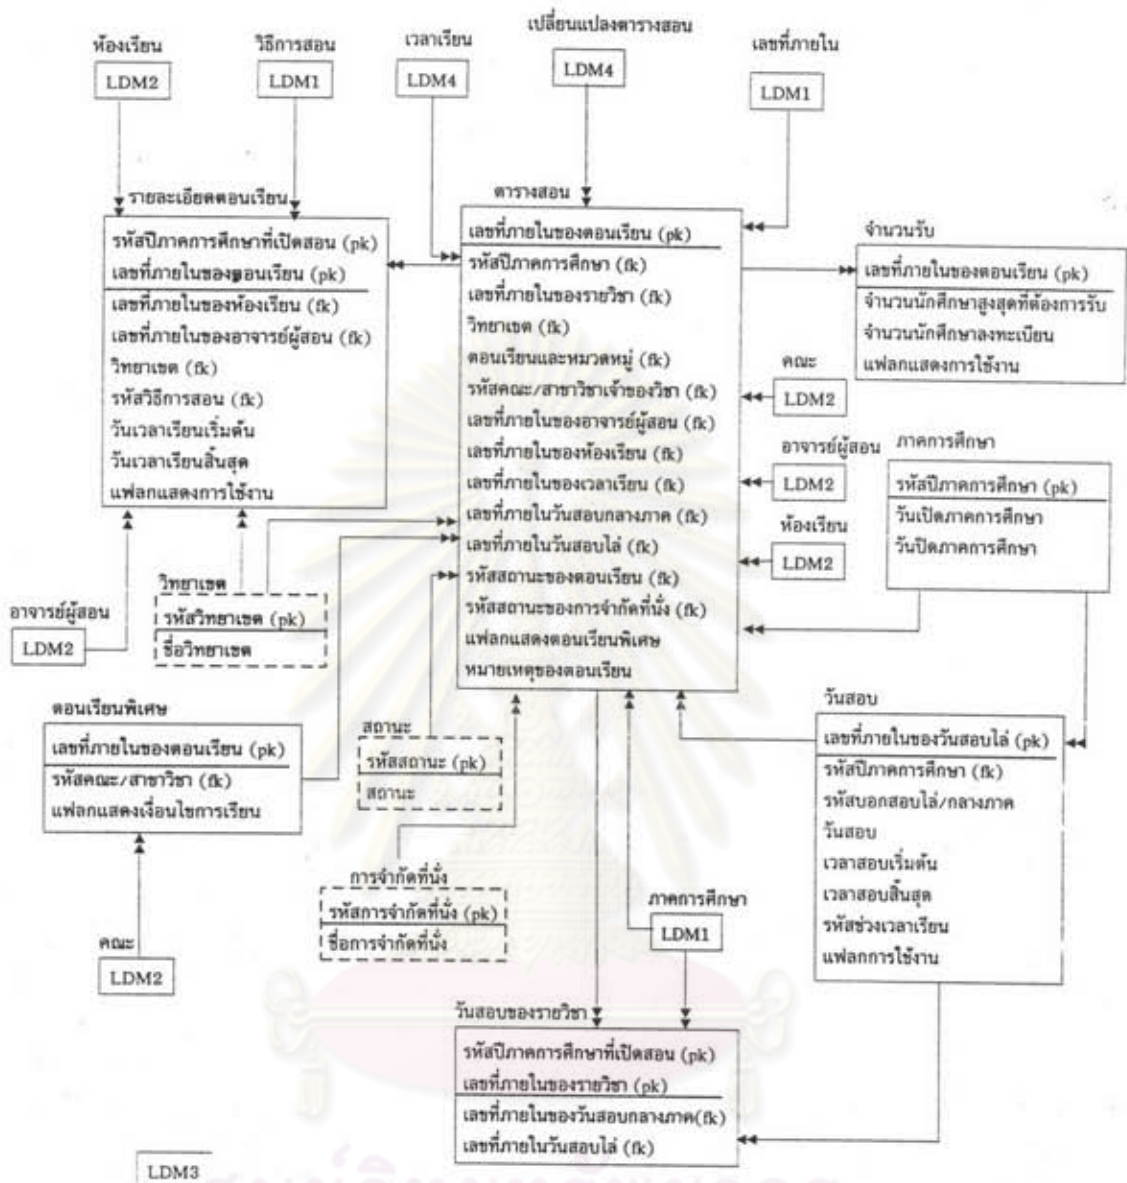 ห้องเรียน
LDM2
วิธีการสอน
LDM1
เวลาเรียน
LDM4
เปลี่ยนแปลงตารางสอน
LDM4
เลขที่ภายใน
LDM1
รายละเอียดตอนเรียน
รหัสปีภาคการศึกษาที่เปิดสอน (pk)
เลขที่ภายในของตอนเรียน (pk)
เลขที่ภายในของห้องเรียน (fk)
เลขที่ภายในของอาจารย์ผู้สอน (fk)
วิทยาเขต (fk)
รหัสวิธีการสอน (fk)
วันเวลาเรียนเริ่มต้น
วันเวลาเรียนสิ้นสุด
แฟลกแสดงการใช้งาน
ตารางสอน
เลขที่ภายในของตอนเรียน (pk)
รหัสปีภาคการศึกษา (fk)
เลขที่ภายในของรายวิชา (fk)
วิทยาเขต (fk)
ตอนเรียนและหมวดหมู่ (fk)
รหัสคณะ/สาขาวิชาเจ้าของวิชา (fk)
เลขที่ภายในของอาจารย์ผู้สอน (fk)
เลขที่ภายในของห้องเรียน (fk)
เลขที่ภายในของเวลาเรียน (fk)
เลขที่ภายในวันสอบกลางภาค (fk)
เลขที่ภายในวันสอบไล่ (fk)
รหัสสถานะของตอนเรียน (fk)
รหัสสถานะของการจำกัดที่นั่ง (fk)
แฟลกแสดงตอนเรียนพิเศษ
หมายเหตุของตอนเรียน
จำนวนรับ
เลขที่ภายในของตอนเรียน (pk)
จำนวนนักศึกษาสูงสุดที่ต้องการรับ
จำนวนนักศึกษาลงทะเบียน
แฟลกแสดงการใช้งาน
คณะ
LDM2
อาจารย์ผู้สอน
LDM2
ห้องเรียน
LDM2
ภาคการศึกษา
รหัสปีภาคการศึกษา (pk)
วันเปิดภาคการศึกษา
วันปิดภาคการศึกษา
วิทยาเขต
รหัสวิทยาเขต (pk)
ชื่อวิทยาเขต
อาจารย์ผู้สอน
LDM2
ตอนเรียนพิเศษ
เลขที่ภายในของตอนเรียน (pk)
รหัสคณะ/สาขาวิชา (fk)
แฟลกแสดงเงื่อนไขการเรียน
สถานะ
รหัสสถานะ (pk)
สถานะ
วันสอบ
เลขที่ภายในของวันสอบไล่ (pk)
รหัสปีภาคการศึกษา (fk)
รหัสบอกสอบไล่/กลางภาค
วันสอบ
เวลาสอบเริ่มต้น
เวลาสอบสิ้นสุด
รหัสช่วงเวลาเรียน
แฟลกการใช้งาน
การจำกัดที่นั่ง
รหัสการจำกัดที่นั่ง (pk)
ชื่อการจำกัดที่นั่ง
คณะ
LDM2
ภาคการศึกษา
LDM1
วันสอบของรายวิชา
รหัสปีภาคการศึกษาที่เปิดสอน (pk)
เลขที่ภายในของรายวิชา (pk)
เลขที่ภายในของวันสอบกลางภาค(fk)
เลขที่ภายในวันสอบไล่ (fk)
LDM3